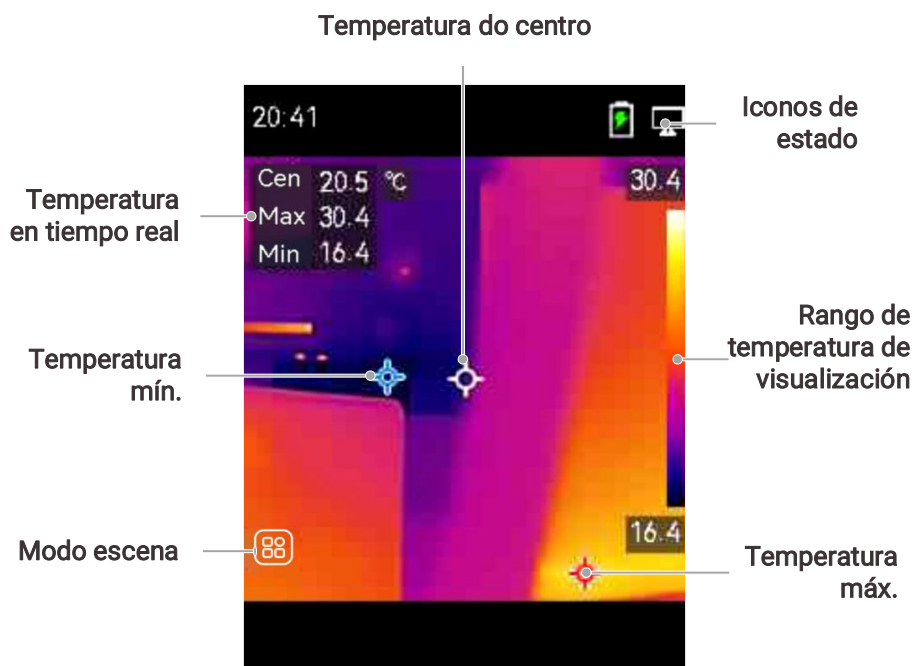 Temperatura do centro
20:41
Iconos de
estado
Cen 20.5 °C
Max 30.4
Min 16.4
30.4
Temperatura
en tiempo real
Rango de
temperatura de
visualización
Temperatura
mín.
16.4
Modo escena
Temperatura
máx.